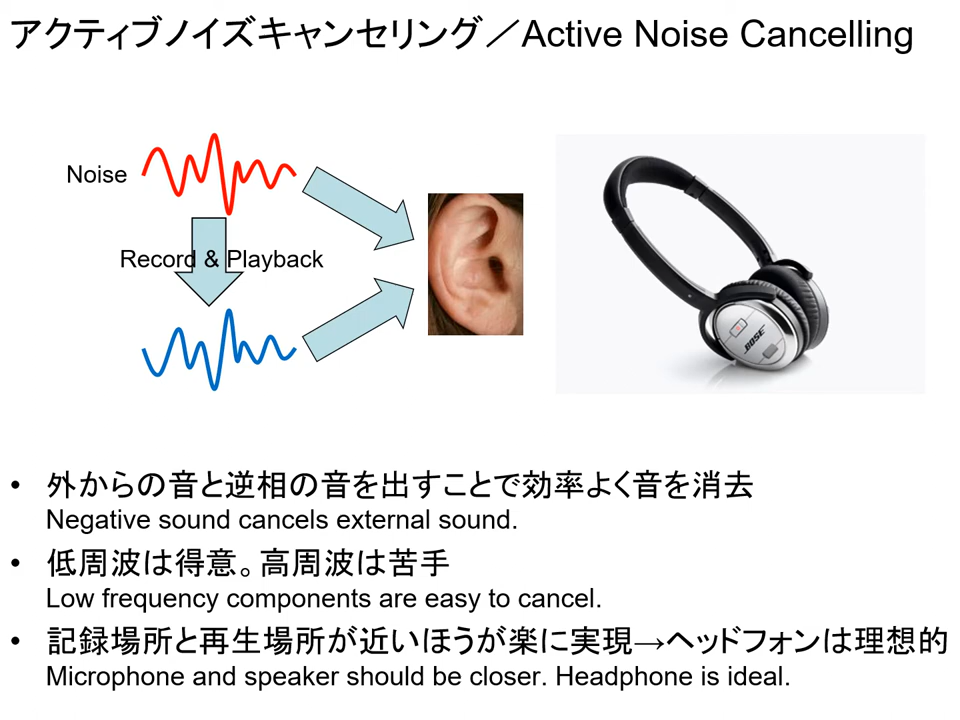 アクティブノイズキャンセリング／Active Noise Cancelling
Noise
Record & Playback
BOSE
• 外からの音と逆相の音を出すことで効率よく音を消去
Negative sound cancels external sound.
• 低周波は得意。高周波は苦手
Low frequency components are easy to cancel.
• 記録場所と再生場所が近いほうが楽に実現→ヘッドフォンは理想的
Microphone and speaker should be closer. Headphone is ideal.